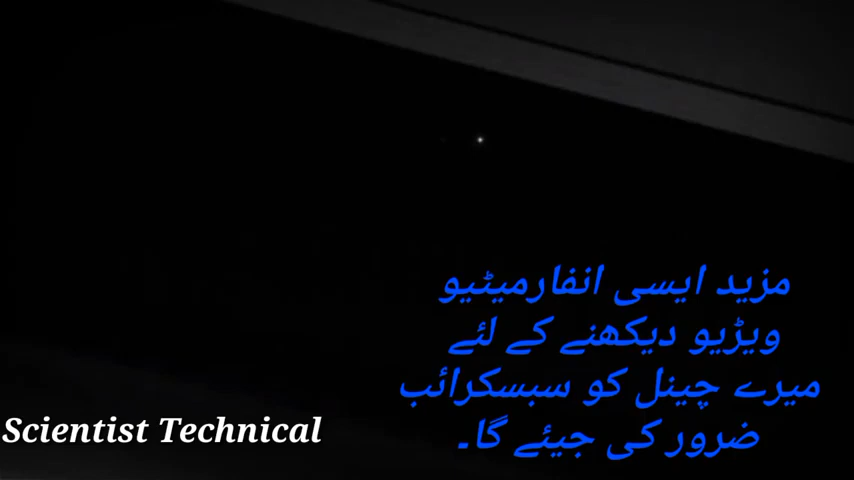 مزید ایسی انفارمیٹیو
ویڑیو دیکھنے کے لئے
میرے چینل کو سبسکرائب
ضرور کی جیئے گا۔
Scientist Technical